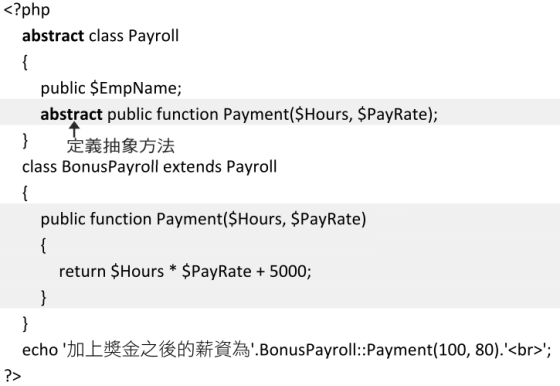 <?php
abstract class Payroll
{
public $EmpName;
abstract public function Payment($Hours, $PayRate);
}
定義抽象方法
class BonusPayroll extends Payroll
{
public function Payment($Hours, $PayRate)
{
return $Hours * $PayRate + 5000;
}
}
echo '加上獎金之後的薪資為'.BonusPayroll::Payment(100, 80).'<br>';
?>